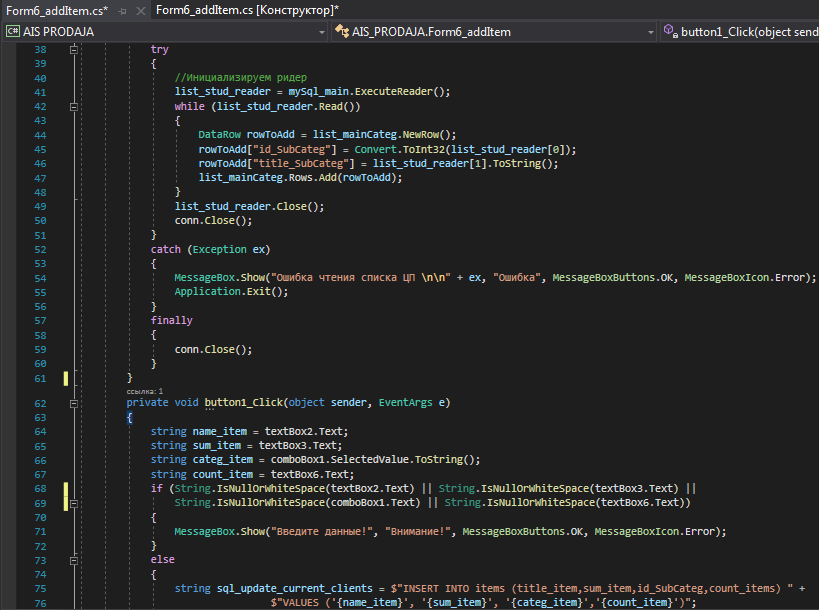 Form6_addItem.cs*
Form6_addItem.cs [Конструктор]*
C# AIS PRODAJA
AIS_PRODAJA.Form6_addItem
button1_Click(object send
38 try
39 {
40 //Инициализируем ридер
41 list_stud_reader = mySql_main.ExecuteReader();
42 while (list_stud_reader.Read())
43 {
44 DataRow rowToAdd = list_mainCateg.NewRow();
45 rowToAdd["id_SubCateg"] = Convert.ToInt32(list_stud_reader[0]);
46 rowToAdd["title_SubCateg"] = list_stud_reader[1].ToString();
47 list_mainCateg.Rows.Add(rowToAdd);
48 }
49 list_stud_reader.Close();
50 conn.Close();
51 }
52 catch (Exception ex)
53 {
54 MessageBox.Show("Ошибка чтения списка ЦП \n\n" + ex, "Ошибка", MessageBoxButtons.OK, MessageBoxIcon.Error);
55 Application.Exit();
56 }
57 finally
58 {
59 conn.Close();
60 }
61 }
ссылка: 1
62 private void button1_Click(object sender, EventArgs e)
63 {
64 string name_item = textBox2.Text;
65 string sum_item = textBox3.Text;
66 string categ_item = comboBox1.SelectedValue.ToString();
67 string count_item = textBox6.Text;
68 if (String.IsNullOrWhiteSpace(textBox2.Text) || String.IsNullOrWhiteSpace(textBox3.Text) ||
69 String.IsNullOrWhiteSpace(comboBox1.Text) || String.IsNullOrWhiteSpace(textBox6.Text))
70 {
71 MessageBox.Show("Введите данные!", "Внимание!", MessageBoxButtons.OK, MessageBoxIcon.Error);
72 }
73 else
74 {
75 string sql_update_current_clients = $"INSERT INTO items (title_item,sum_item,id_SubCateg,count_items) " +
76 $"VALUES ('{name_item}', '{sum_item}', '{categ_item}','{count_item}')";